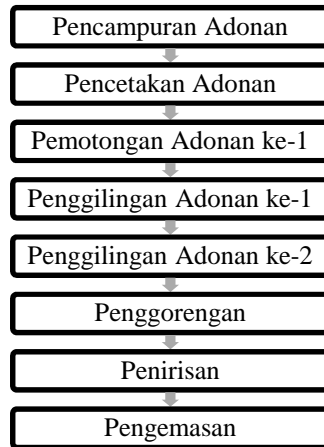 Pencampuran Adonan
Pencetakan Adonan
Pemotongan Adonan ke-1
Penggilingan Adonan ke-1
Penggilingan Adonan ke-2
Penggorengan
Penirisan
Pengemasan